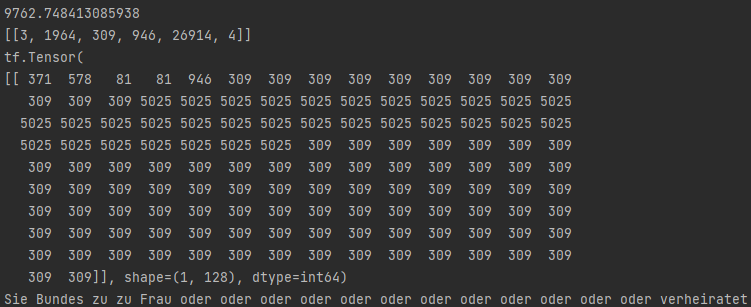 9762.748413085938
[[3, 1964, 309, 946, 26914, 4]]
tf.Tensor(
[[ 371 578 81 81 946 309 309 309 309 309 309 309 309 309
309 309 309 5025 5025 5025 5025 5025 5025 5025 5025 5025 5025 5025
5025 5025 5025 5025 5025 5025 5025 5025 5025 5025 5025 5025 5025 5025
5025 5025 5025 5025 5025 5025 5025 309 309 309 309 309 309 309
309 309 309 309 309 309 309 309 309 309 309 309 309 309
309 309 309 309 309 309 309 309 309 309 309 309 309 309
309 309 309 309 309 309 309 309 309 309 309 309 309 309
309 309 309 309 309 309 309 309 309 309 309 309 309 309
309 309 309 309 309 309 309 309 309 309 309 309 309 309
309 309]], shape=(1, 128), dtype=int64)
Sie Bundes zu zu Frau oder oder oder oder oder oder oder oder oder oder oder oder verheiratet